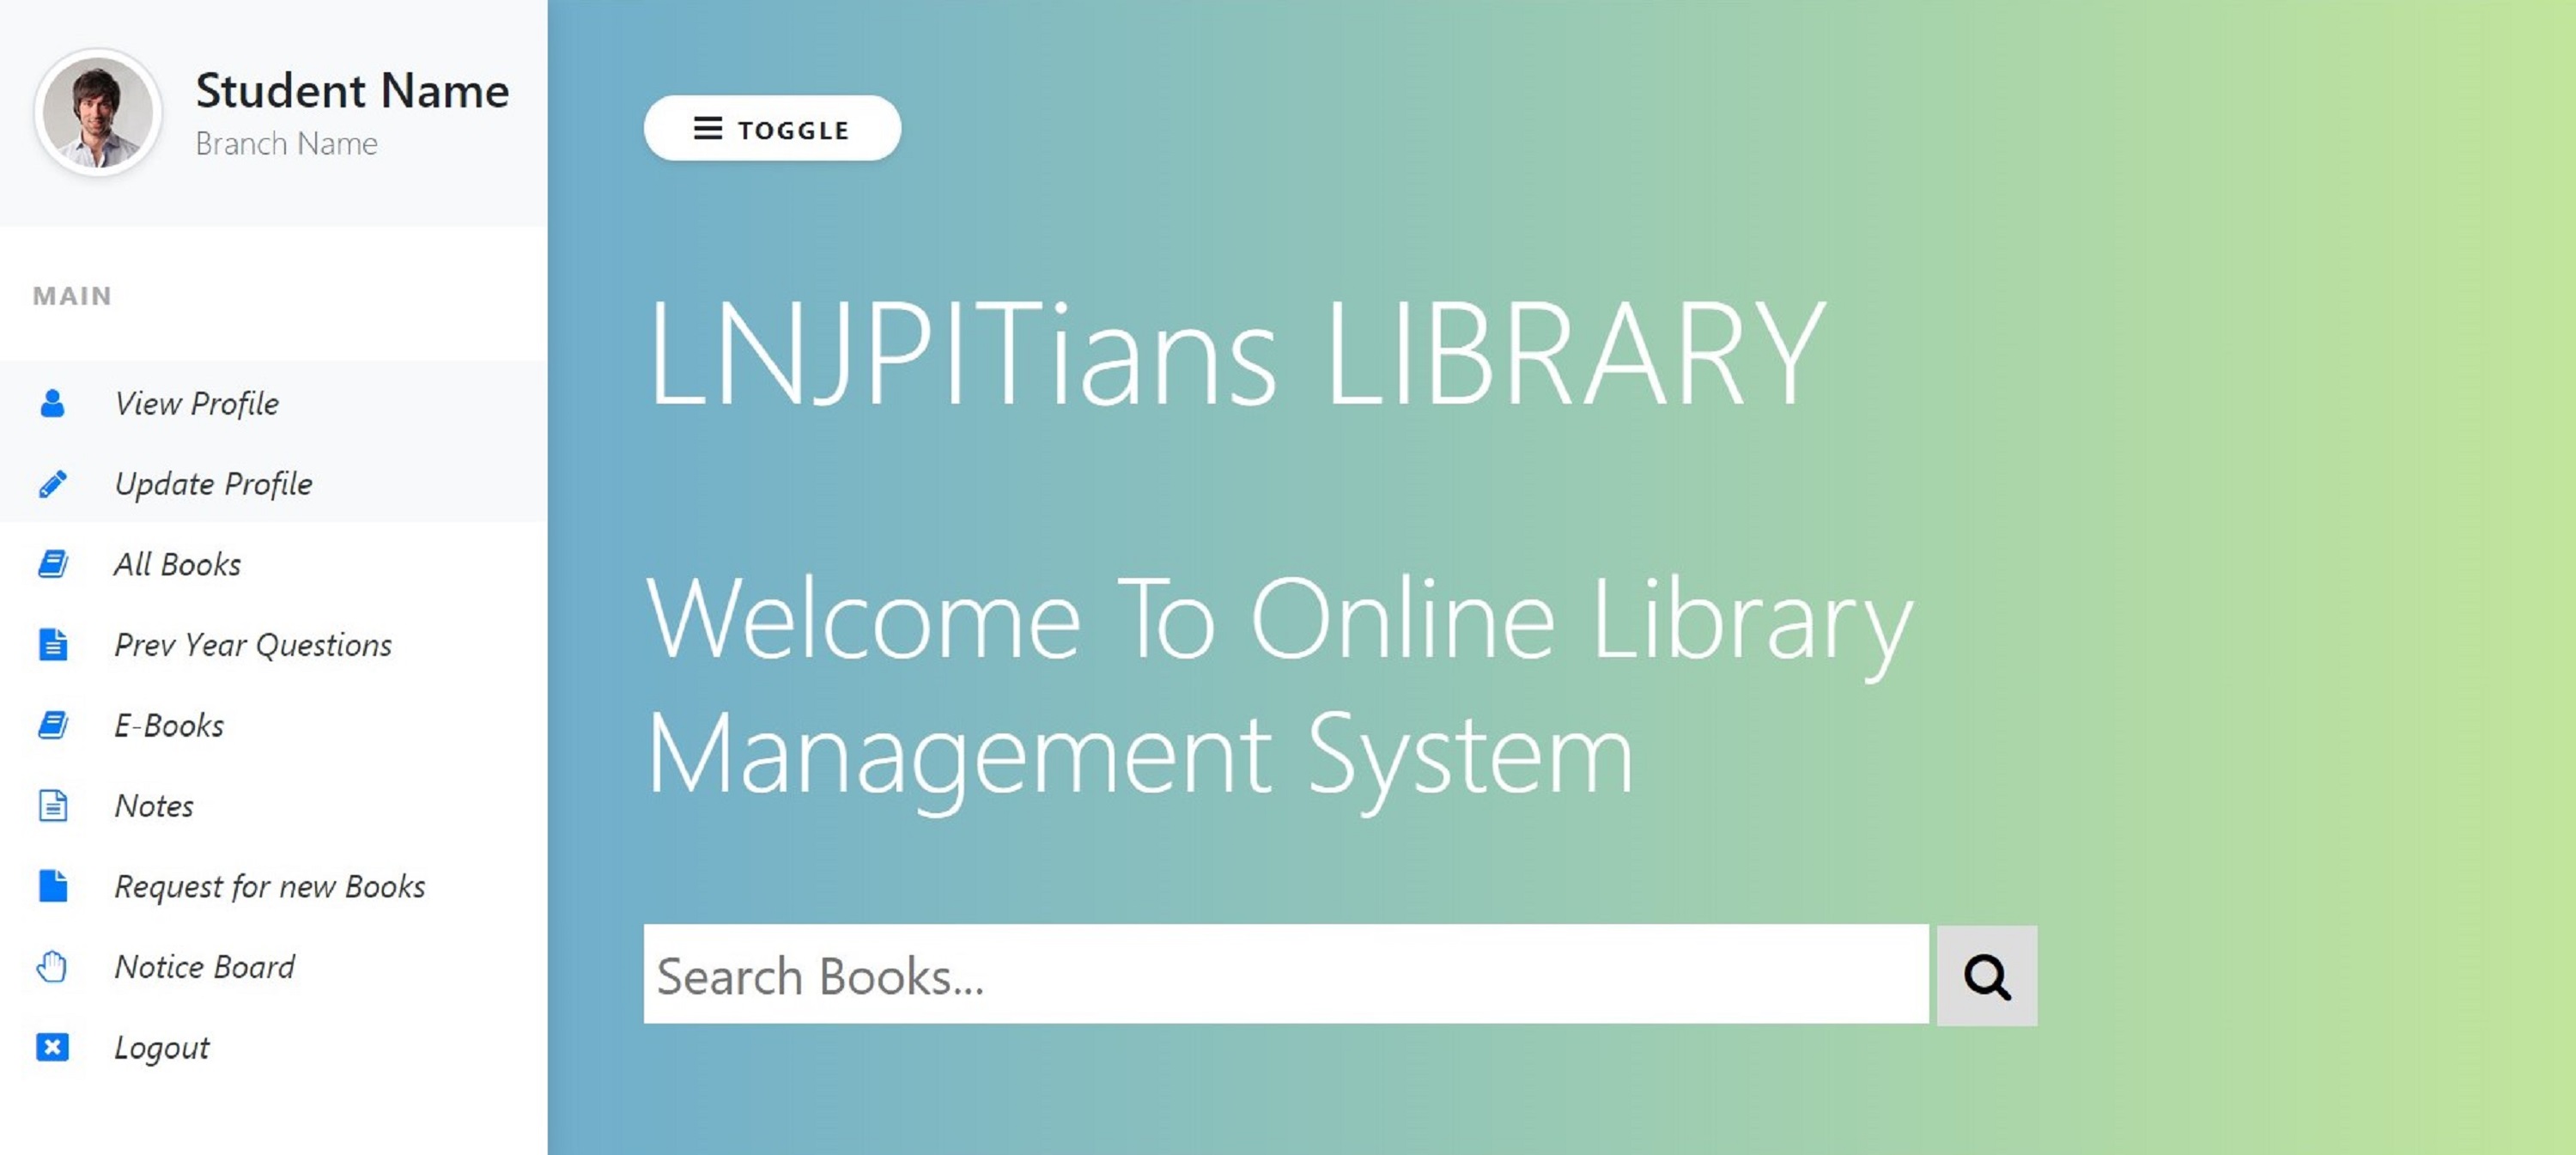 Student Name
Branch Name
MAIN
View Profile
Update Profile
All Books
Prev Year Questions
E-Books
Notes
Request for new Books
Notice Board
Logout
TOGGLE
LNJPITians LIBRARY
Welcome To Online Library
Management System
Search Books...